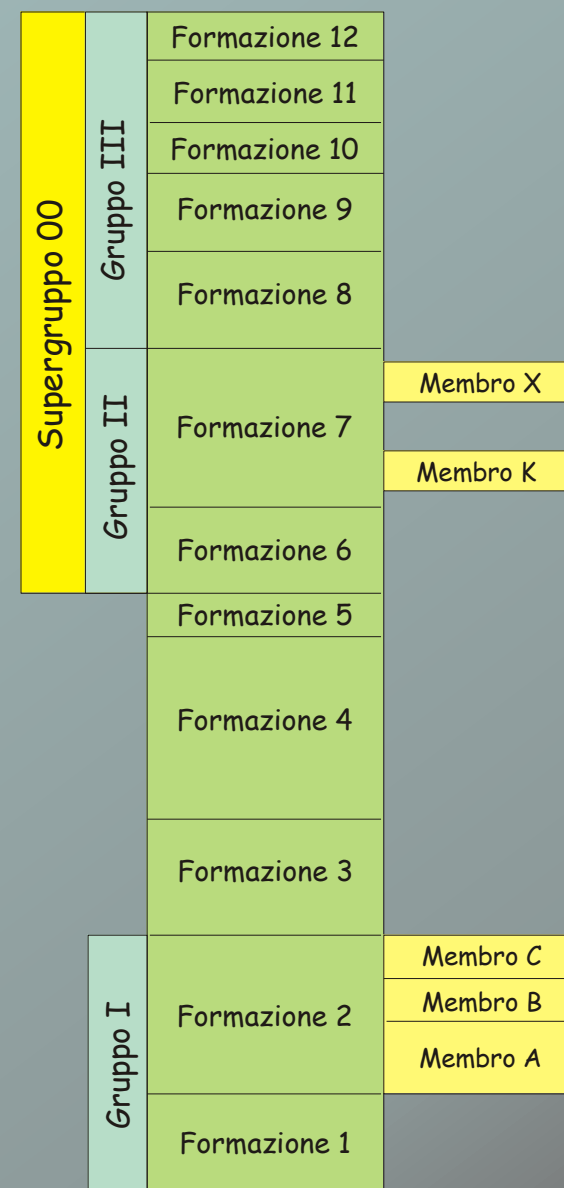 Supergruppo 00
Gruppo III
Gruppo II
Gruppo I
Formazione 12
Formazione 11
Formazione 10
Formazione 9
Formazione 8
Formazione 7
Formazione 6
Formazione 5
Formazione 4
Formazione 3
Formazione 2
Formazione 1
Membro X
Membro K
Membro C
Membro B
Membro A